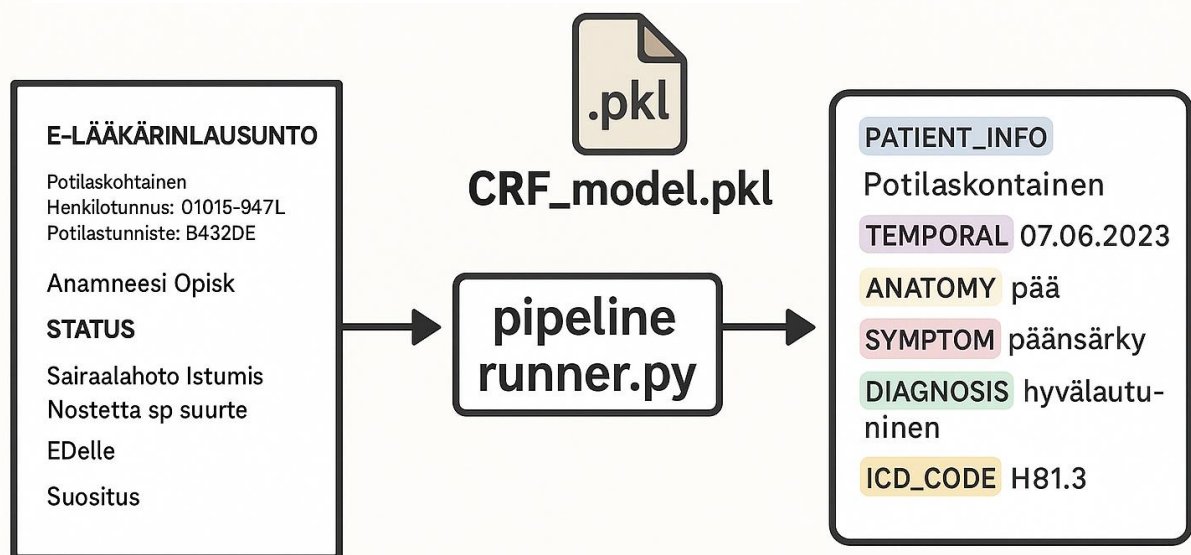 E-LÄÄKÄRINLAUSUNTO
Potilaskohtainen
Henkilotunnus: 01015-947L
Potilastunniste: B432DE
Anamneesi Opisk
STATUS
Sairaalahoto Istumis
Nostetta sp suurte
EDelle
Suositus
.pkl
CRF_model.pkl
pipeline
runner.py
PATIENT_INFO
Potilaskontainen
TEMPORAL 07.06.2023
ANATOMY pää
SYMPTOM päänsärky
DIAGNOSIS hyvälautu-
ninen
ICD_CODE H81.3